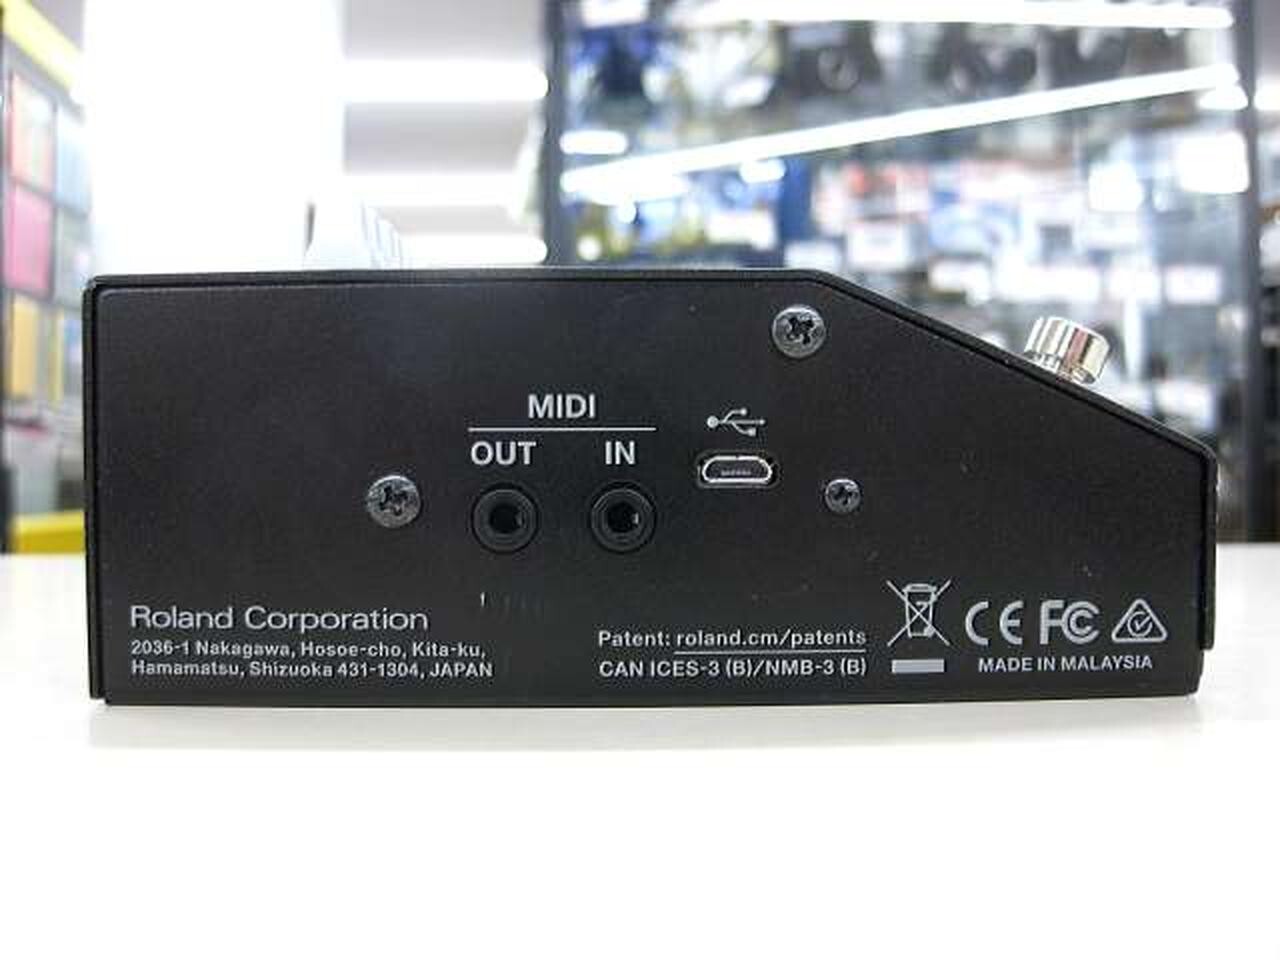 MIDI
OUT IN
Roland Corporation
2036-1 Nakagawa, Hosoe-cho, Kita-ku,
Hamamatsu, Shizuoka 431-1304, JAPAN
Patent: roland.cm/patents
CAN ICES-3 (B)/NMB-3 (B)
CE FC
MADE IN MALAYSIA